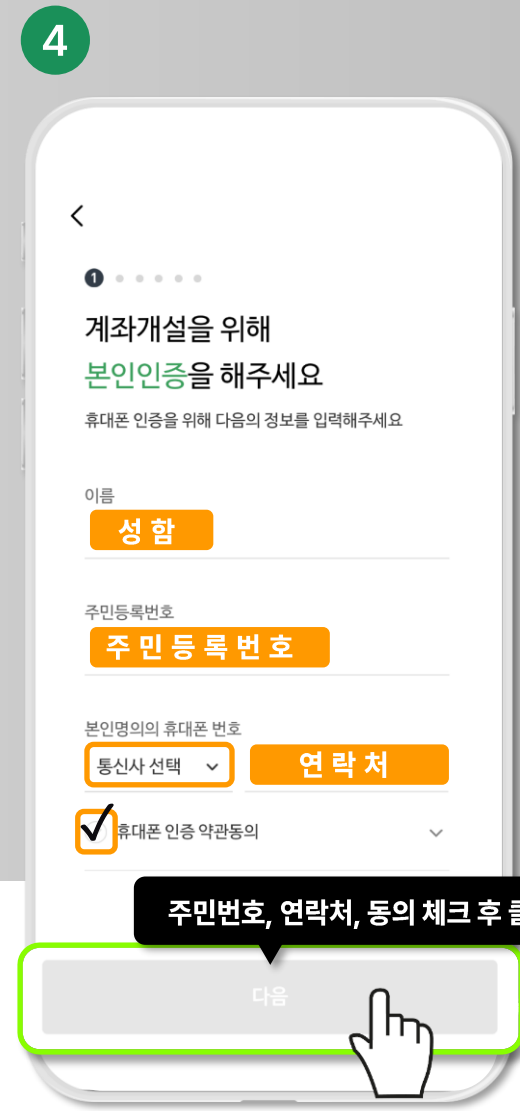 4
1
계좌개설을 위해
본인인증을 해주세요
휴대폰 인증을 위해 다음의 정보를 입력해주세요
이름
성 함
주민등록번호
주 민 등 록 번 호
본인명의의 휴대폰 번호
통신사 선택 연 락 처
휴대폰 인증 약관동의
주민번호, 연락처, 동의 체크 후
다음